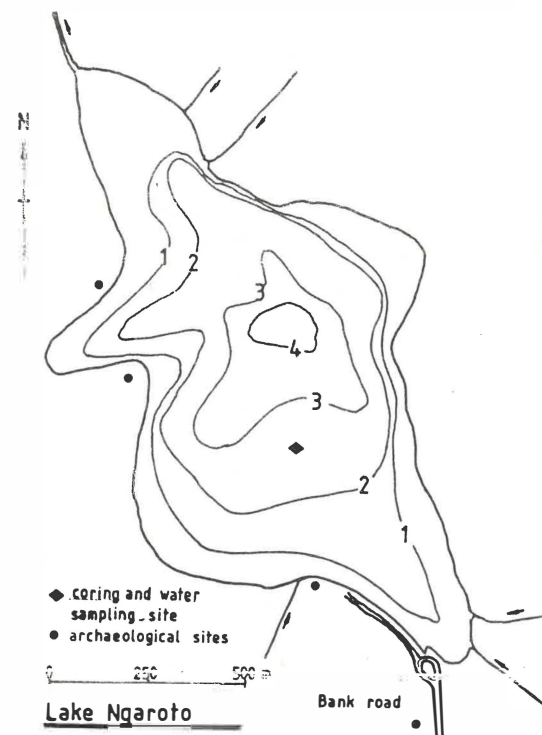 N
1
2
3
4
3
2
1
coring and water
sampling site
archaeological sites
0 250 500 m
Bank road
Lake Ngaroto